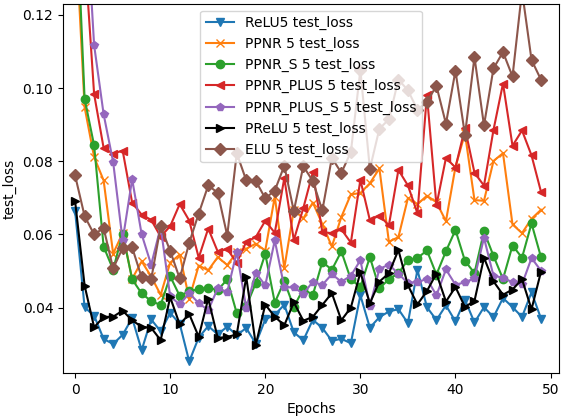 0.12
0.10
0.08
0.06
0.04
test_loss
ReLU5 test_loss
PPNR 5 test_loss
PPNR_S 5 test_loss
PPNR_PLUS 5 test_loss
PPNR_PLUS_S 5 test_loss
PReLU 5 test_loss
ELU 5 test_loss
0 10 20 30 40 50
Epochs